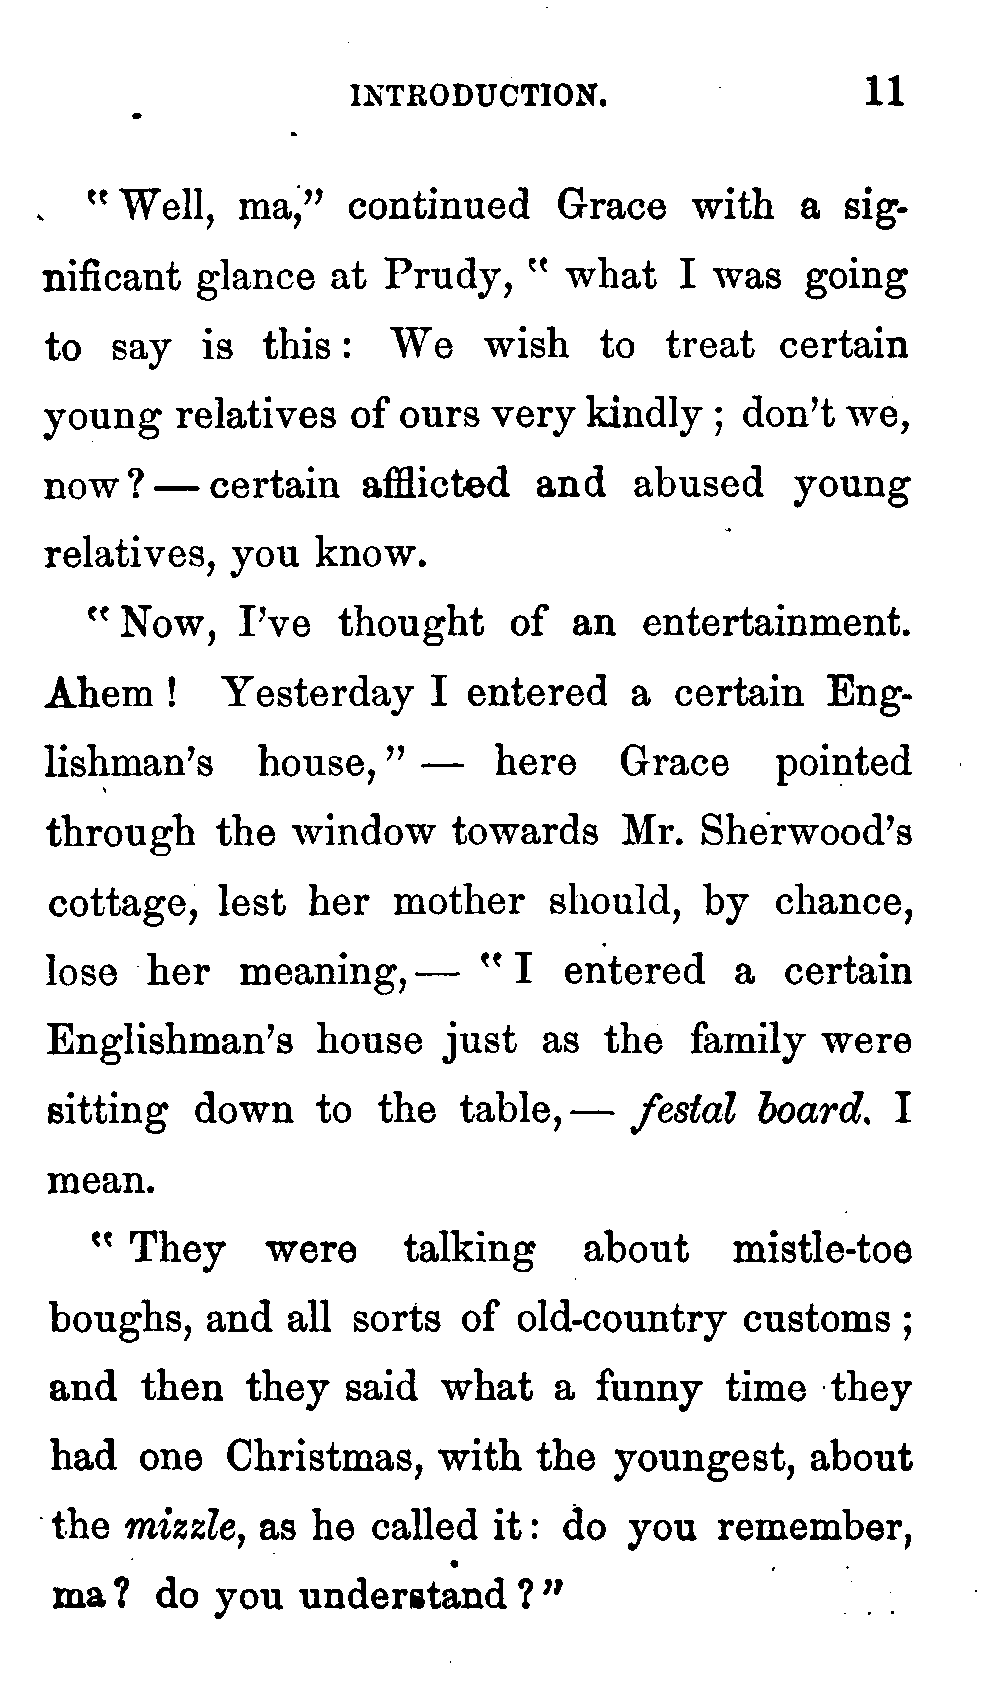 INTRODUCTION. 11
"Well, ma," continued Grace with a sig-
nificant glance at Prudy, "what I was going
to say is this: We wish to treat certain
young relatives of ours very kindly; don't we,
now?—certain afflicted and abused young
relatives, you know.
"Now, I've thought of an entertainment.
Ahem! Yesterday I entered a certain Eng-
lishman's house,"— here Grace pointed
through the window towards Mr. Sherwood's
cottage, lest her mother should, by chance,
lose her meaning,— "I entered a certain
Englishman's house just as the family were
sitting down to the table,— festal board. I
mean.
"They were talking about mistle-toe
boughs, and all sorts of old-country customs;
and then they said what a funny time they
had one Christmas, with the youngest, about
the mizzle, as he called it: do you remember,
ma? do you understand?"